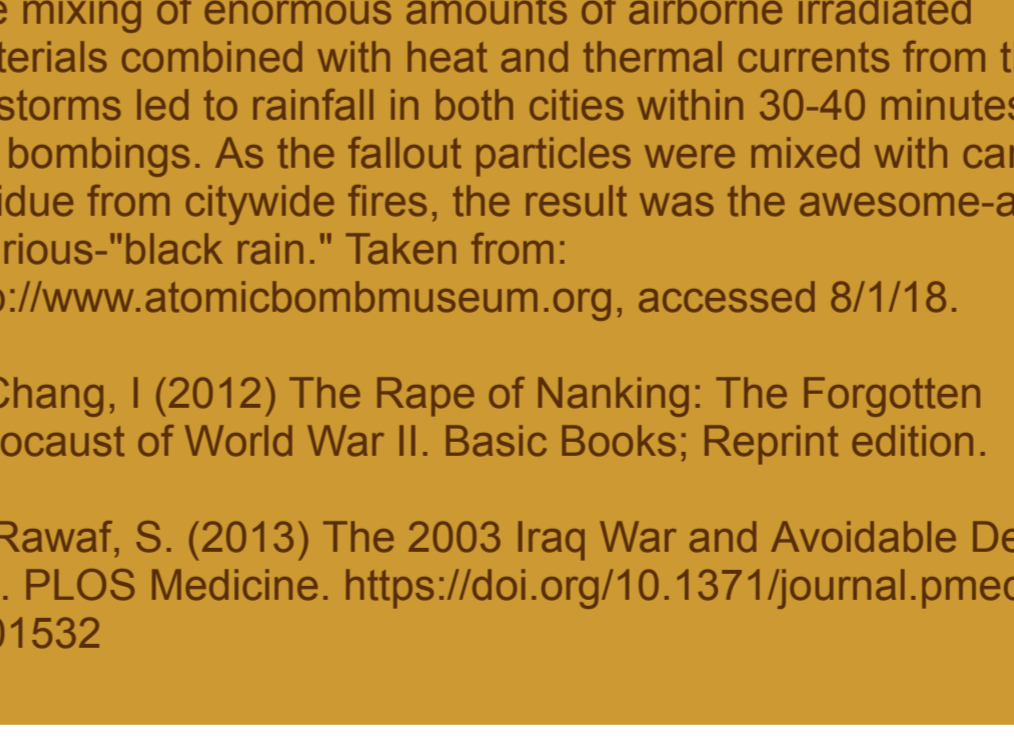 e mixing of enormous amounts of airborne irradiated
terials combined with heat and thermal currents from t
storms led to rainfall in both cities within 30-40 minutes
bombings. As the fallout particles were mixed with car
idue from citywide fires, the result was the awesome-a
rious-"black rain." Taken from:
p://www.atomicbombmuseum.org, accessed 8/1/18.
Chang, I (2012) The Rape of Nanking: The Forgotten
ocaust of World War II. Basic Books; Reprint edition.
Rawaf, S. (2013) The 2003 Iraq War and Avoidable De
. PLOS Medicine. https://doi.org/10.1371/journal.pmed
01532